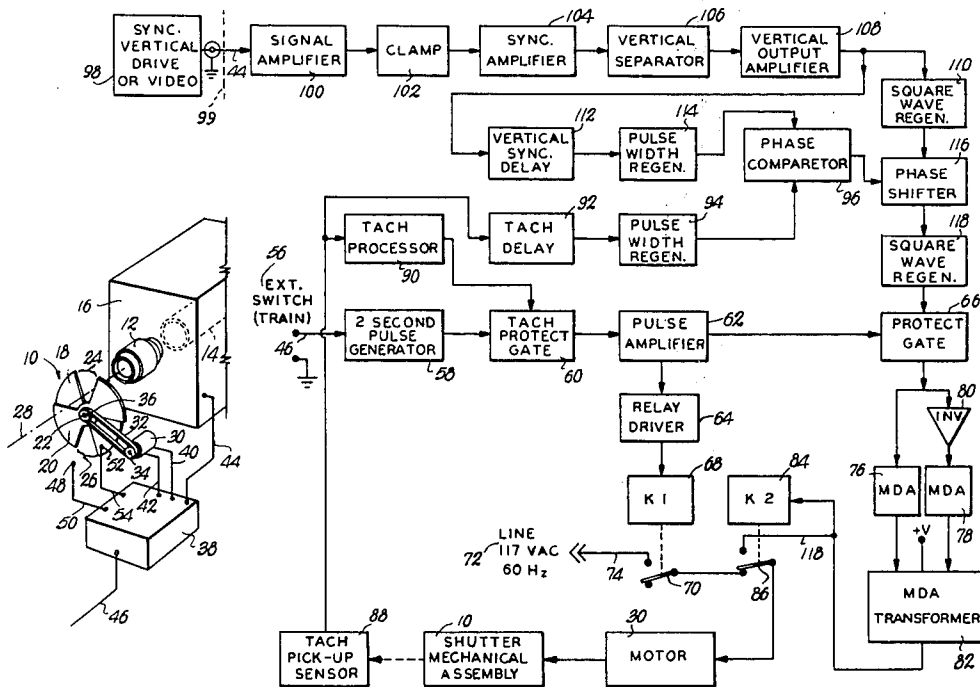 SYNC.
VERTICAL
DRIVE
OR VIDEO
98
99
44
SIGNAL
AMPLIFIER
100
CLAMP
102
104
SYNC.
AMPLIFIER
106
VERTICAL
SEPARATOR
108
VERTICAL
OUTPUT
AMPLIFIER
110
SQUARE
WAVE
REGEN.
112
VERTICAL
SYNC.
DELAY
114
PULSE
WIDTH
REGEN.
PHASE
COMPARETOR
96
116
PHASE
SHIFTER
92
TACH
DELAY
94
PULSE
WIDTH
REGEN.
118
SQUARE
WAVE
REGEN.
TACH
PROCESSOR
90
56
EXT.
SWITCH
(TRAIN)
46
2 SECOND
PULSE
GENERATOR
58
TACH
PROTECT
GATE
60
62
PULSE
AMPLIFIER
66
PROTECT
GATE
16
12
14
10
18
24
28
36
32
30
22
40
20
52
34
48
26
42
44
54
50
38
46
RELAY
DRIVER
64
80
INV
68
K1
84
K2
76
MDA
MDA
78
+V
LINE
72
117 VAC
60 Hz
74
70
86
118
MDA
TRANSFORMER
82
88
TACH
PICK-UP
SENSOR
10
SHUTTER
MECHANICAL
ASSEMBLY
30
MOTOR